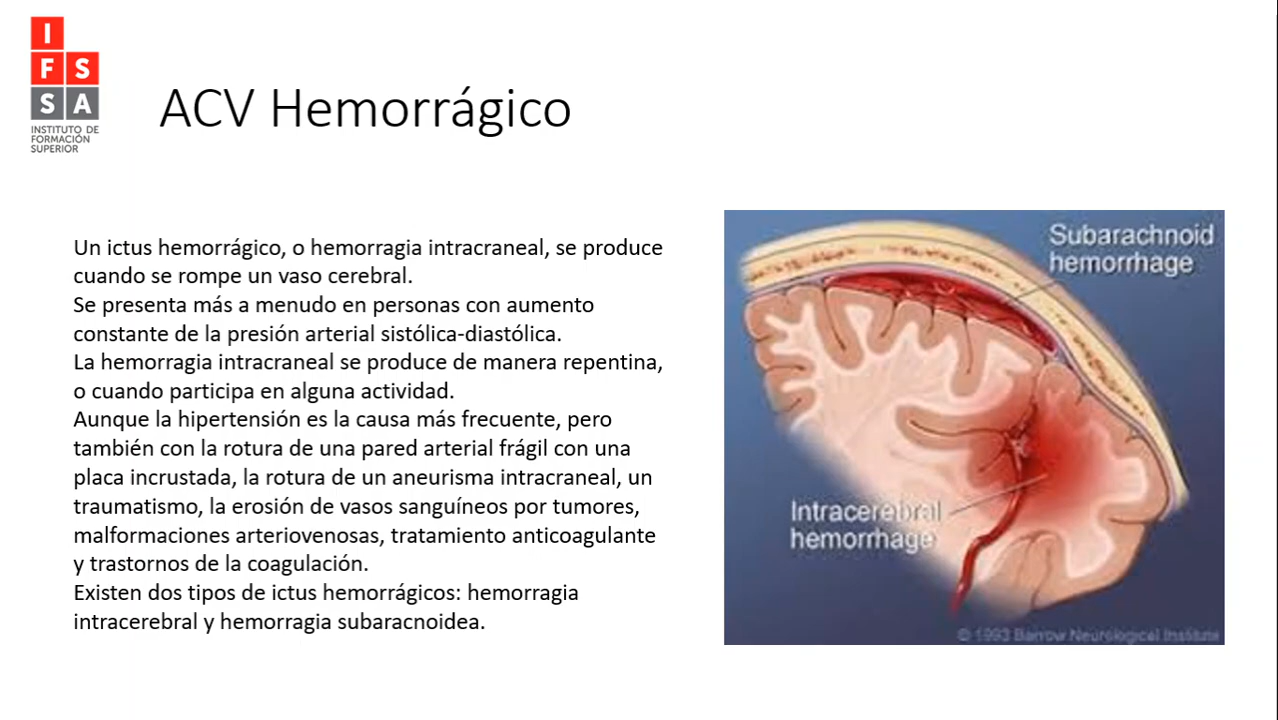 I
F S
S A
INSTITUTO DE
FORMACIÓN
SUPERIOR
ACV Hemorrágico
Un ictus hemorrágico, o hemorragia intracraneal, se produce
cuando se rompe un vaso cerebral.
Se presenta más a menudo en personas con aumento
constante de la presión arterial sistólica-diastólica.
La hemorragia intracraneal se produce de manera repentina,
o cuando participa en alguna actividad.
Aunque la hipertensión es la causa más frecuente, pero
también con la rotura de una pared arterial frágil con una
placa incrustada, la rotura de un aneurisma intracraneal, un
traumatismo, la erosión de vasos sanguíneos por tumores,
malformaciones arteriovenosas, tratamiento anticoagulante
y trastornos de la coagulación.
Existen dos tipos de ictus hemorrágicos: hemorragia
intracerebral y hemorragia subaracnoidea.
Subarachnoid
hemorrhage
Intracerebral
hemorrhage
© 1993 Barrow Neurological Institute